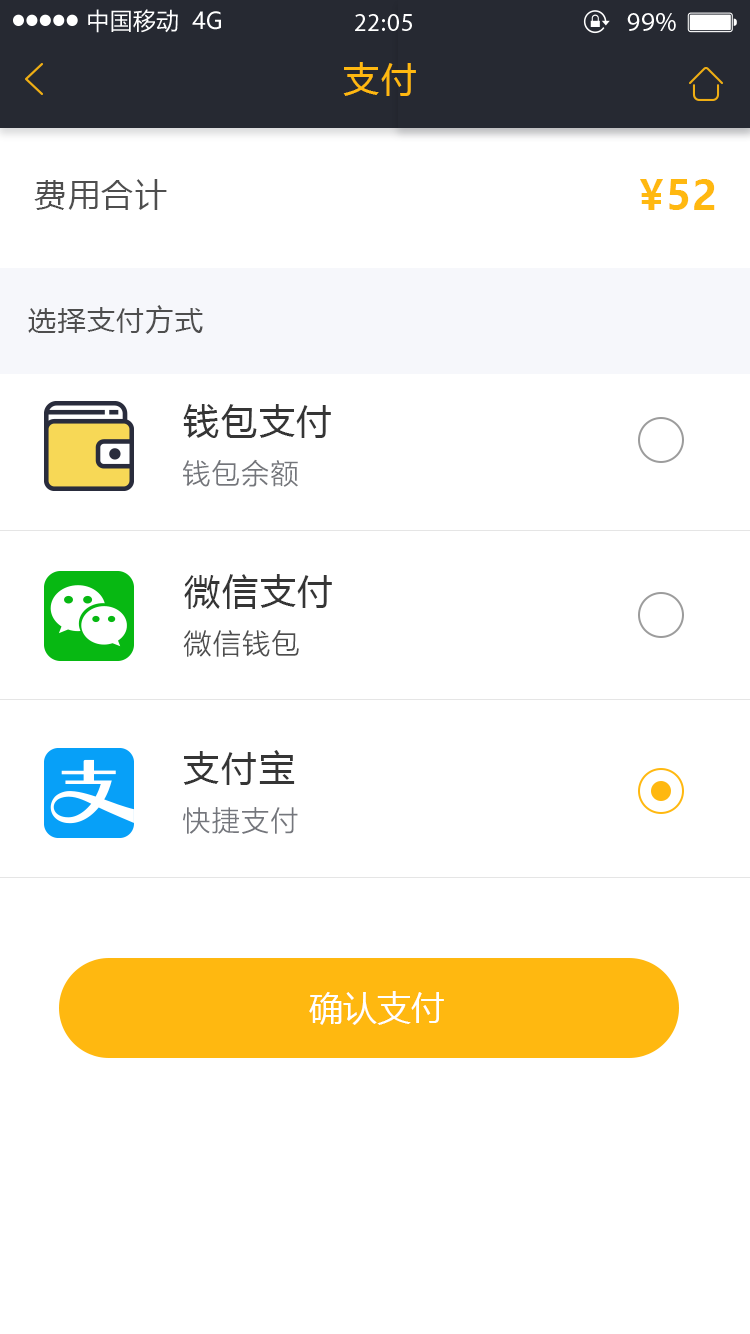 中国移动 4G 22:05 99%
支付
费用合计 ¥52
选择支付方式
钱包支付
钱包余额
微信支付
微信钱包
支付宝
快捷支付
确认支付